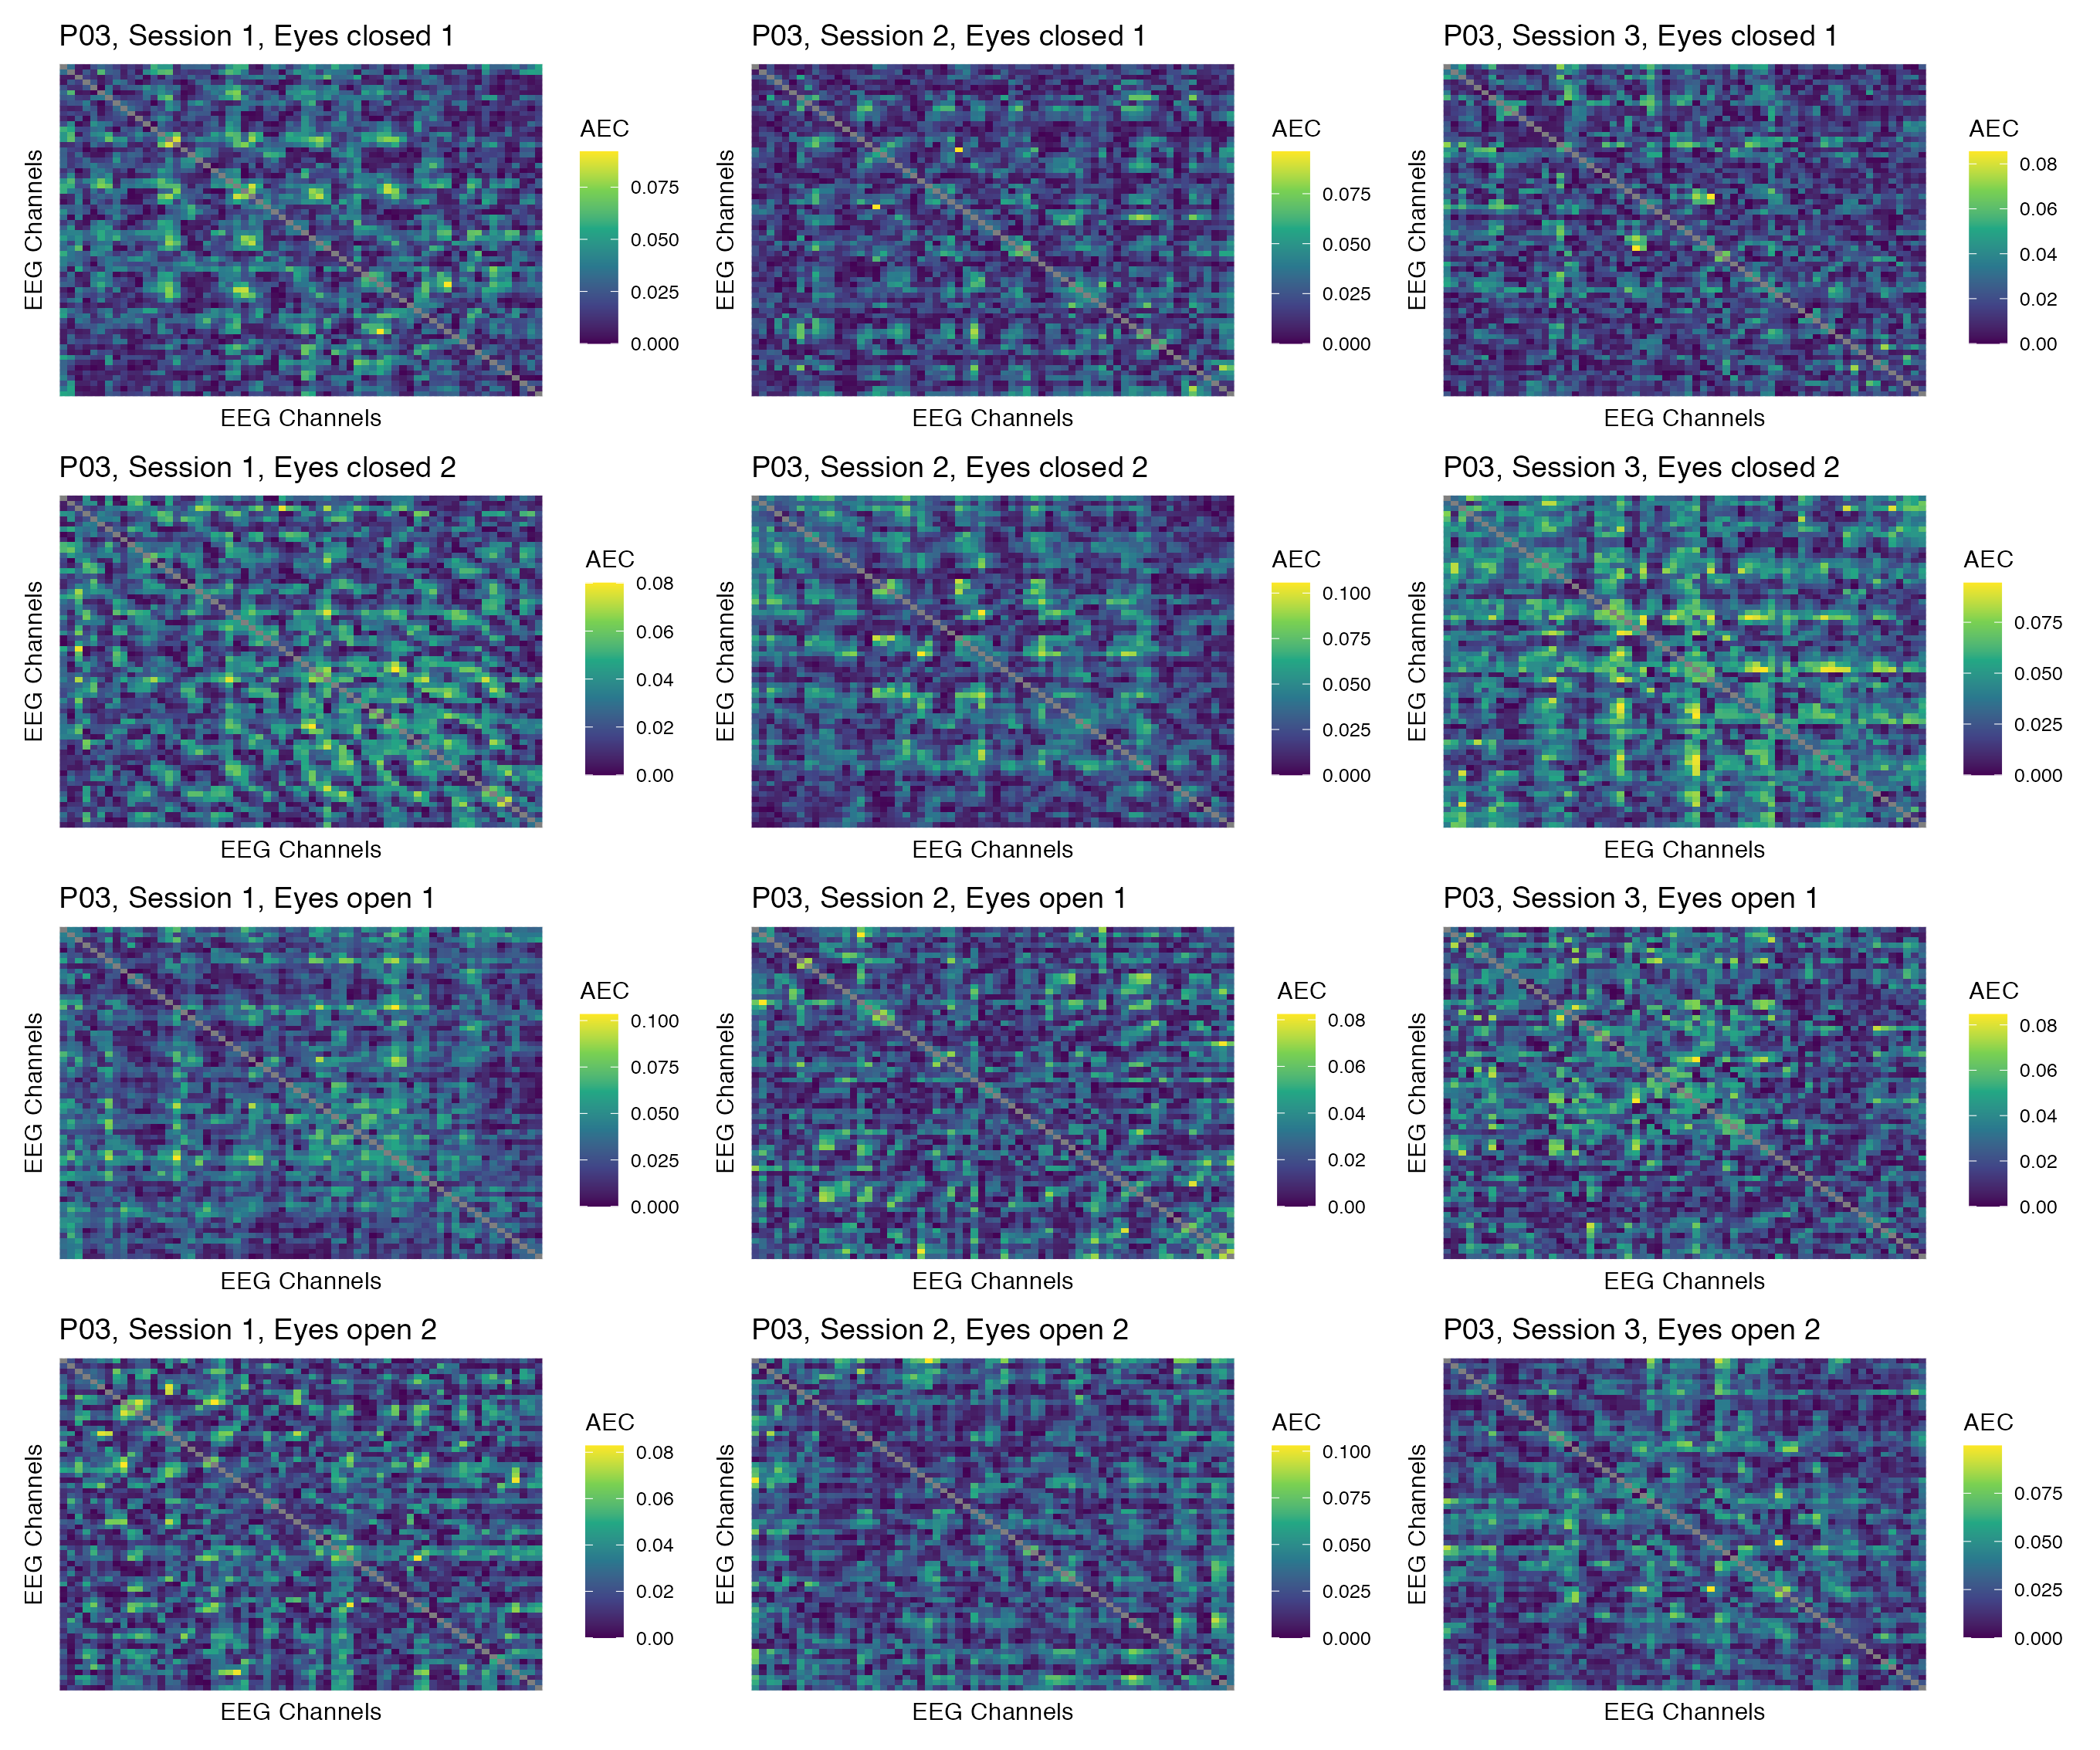 P03, Session 1, Eyes closed 1
EEG Channels
EEG Channels
AEC
0.075
0.050
0.025
0.000
P03, Session 2, Eyes closed 1
EEG Channels
EEG Channels
AEC
0.075
0.050
0.025
0.000
P03, Session 3, Eyes closed 1
EEG Channels
EEG Channels
AEC
0.08
0.06
0.04
0.02
0.00
P03, Session 1, Eyes closed 2
EEG Channels
EEG Channels
AEC
0.08
0.06
0.04
0.02
0.00
P03, Session 2, Eyes closed 2
EEG Channels
EEG Channels
AEC
0.100
0.075
0.050
0.025
0.000
P03, Session 3, Eyes closed 2
EEG Channels
EEG Channels
AEC
0.075
0.050
0.025
0.000
P03, Session 1, Eyes open 1
EEG Channels
EEG Channels
AEC
0.100
0.075
0.050
0.025
0.000
P03, Session 2, Eyes open 1
EEG Channels
EEG Channels
AEC
0.08
0.06
0.04
0.02
0.00
P03, Session 3, Eyes open 1
EEG Channels
EEG Channels
AEC
0.08
0.06
0.04
0.02
0.00
P03, Session 1, Eyes open 2
EEG Channels
EEG Channels
AEC
0.08
0.06
0.04
0.02
0.00
P03, Session 2, Eyes open 2
EEG Channels
EEG Channels
AEC
0.100
0.075
0.050
0.025
0.000
P03, Session 3, Eyes open 2
EEG Channels
EEG Channels
AEC
0.075
0.050
0.025
0.000